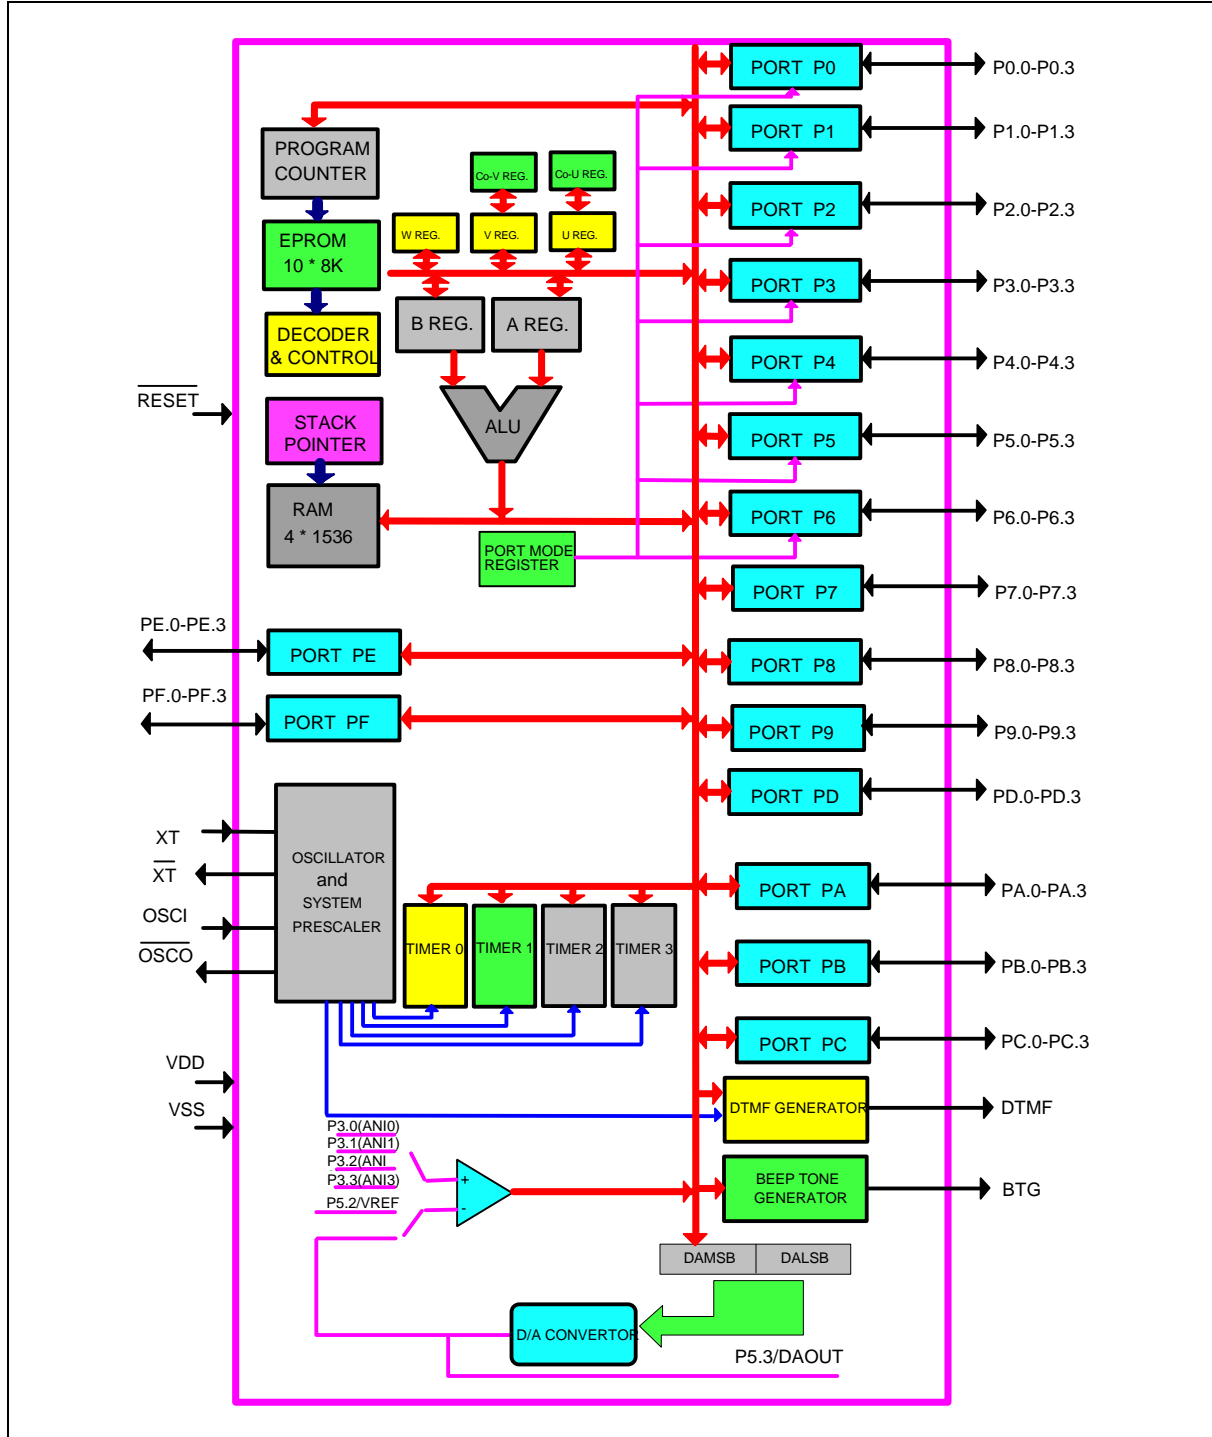 PORT P0
P0.0-P0.3
PROGRAM
COUNTER
PORT P1
P1.0-P1.3
Co-V REG.
Co-U REG.
PORT P2
P2.0-P2.3
EPROM
10 * 8K
W REG.
V REG.
U REG.
PORT P3
P3.0-P3.3
B REG.
A REG.
DECODER
& CONTROL
PORT P4
P4.0-P4.3
RESET
STACK
POINTER
ALU
PORT P5
P5.0-P5.3
RAM
4 * 1536
PORT P6
P6.0-P6.3
PORT MODE
REGISTER
PORT P7
P7.0-P7.3
PE.0-PE.3
PORT PE
PORT P8
P8.0-P8.3
PF.0-PF.3
PORT PF
PORT P9
P9.0-P9.3
PORT PD
PD.0-PD.3
XT
XT
OSCI
OSCO
OSCILLATOR
and
SYSTEM
PRESCALER
TIMER 0
TIMER 1
TIMER 2
TIMER 3
PORT PA
PA.0-PA.3
PORT PB
PB.0-PB.3
PORT PC
PC.0-PC.3
VDD
VSS
DTMF GENERATOR
DTMF
P3.0(ANI0)
P3.1(ANI1)
P3.2(ANI
P3.3(ANI3)
P5.2/VREF
+
-
BEEP TONE
GENERATOR
BTG
DAMSB
DALSB
D/A CONVERTOR
P5.3/DAOUT